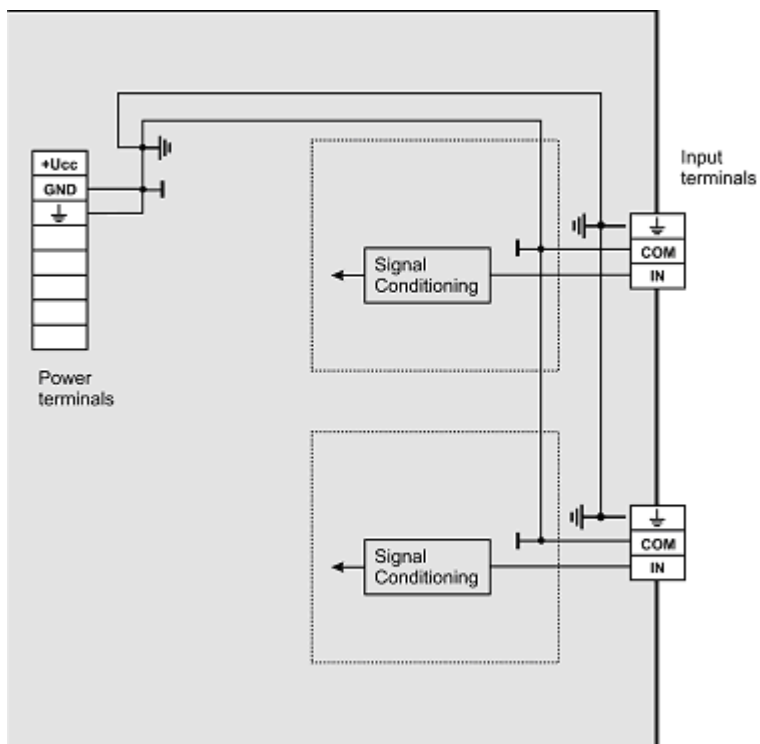 +Ucc
GND
Power
terminals
Signal
Conditioning
Input
terminals
COM
IN
Signal
Conditioning
COM
IN